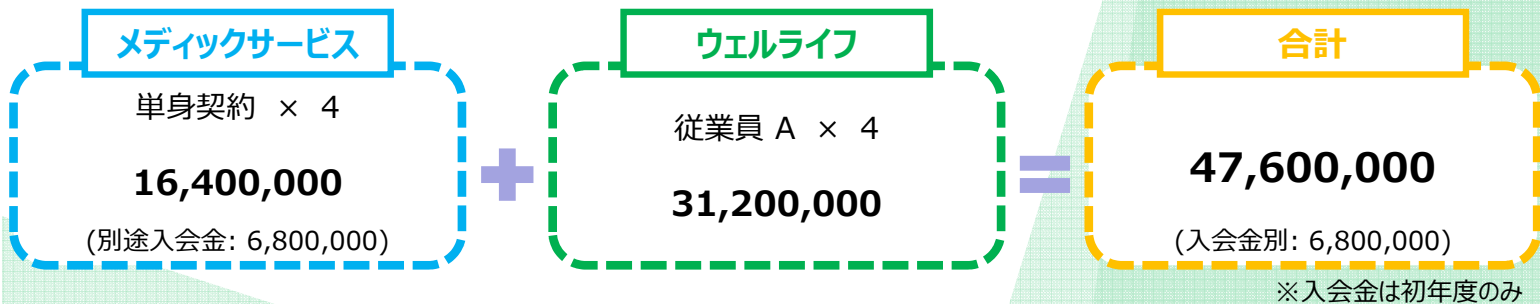 メディックサービス
単身契約 × 4
16,400,000
(別途入会金: 6,800,000)
ウェルライフ
従業員 A × 4
31,200,000
合計
47,600,000
(入会金別: 6,800,000)
※入会金は初年度のみ